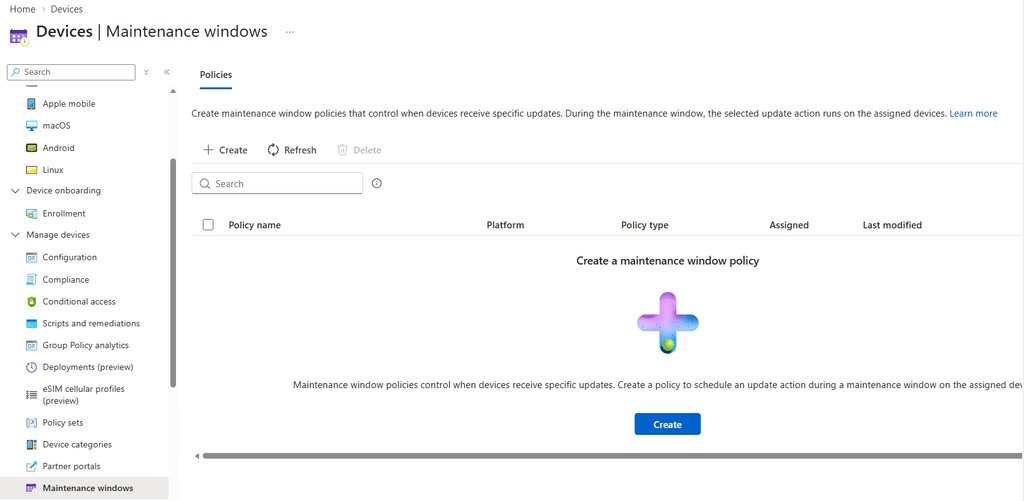 Home > Devices
Devices | Maintenance windows ...
Search
Apple mobile
macOS
Android
Linux
Device onboarding
Enrollment
Manage devices
Configuration
Compliance
Conditional access
Scripts and remediations
Group Policy analytics
Deployments (preview)
eSIM cellular profiles
(preview)
Policy sets
Device categories
Partner portals
Maintenance windows
Policies
Create maintenance window policies that control when devices receive specific updates. During the maintenance window, the selected update action runs on the assigned devices. Learn more
Create Refresh Delete
Search
Policy name Platform Policy type Assigned Last modified
Create a maintenance window policy
Maintenance window policies control when devices receive specific updates. Create a policy to schedule an update action during a maintenance window on the assigned dev
Create